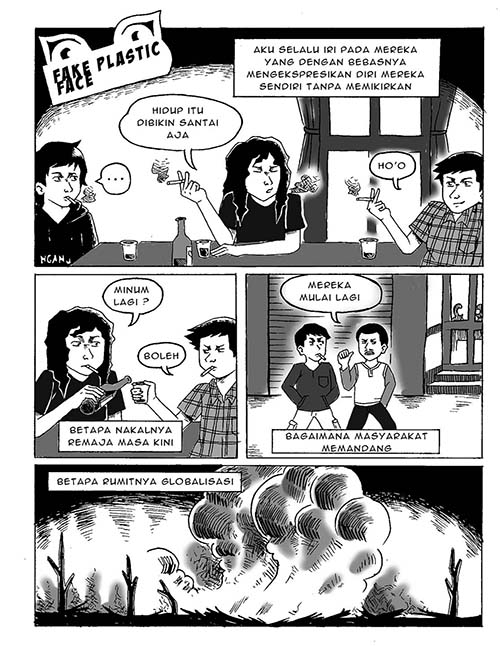 FAKE PLASTIC
FACE
AKU SELALU IRI PADA MEREKA
YANG DENGAN BEBASNYA
MENGEKSPRESIKAN DIRI MEREKA
SENDIRI TANPA MEMIKIRKAN
HIDUP ITU
DIBIKIN SANTAI
AJA
...
HO'O
MINUM
LAGI ?
BOLEH
BETAPA NAKALNYA
REMAJA MASA KINI
MEREKA
MULAI LAGI
BAGAIMANA MASYARAKAT
MEMANDANG
BETAPA RUMITNYA GLOBALISASI